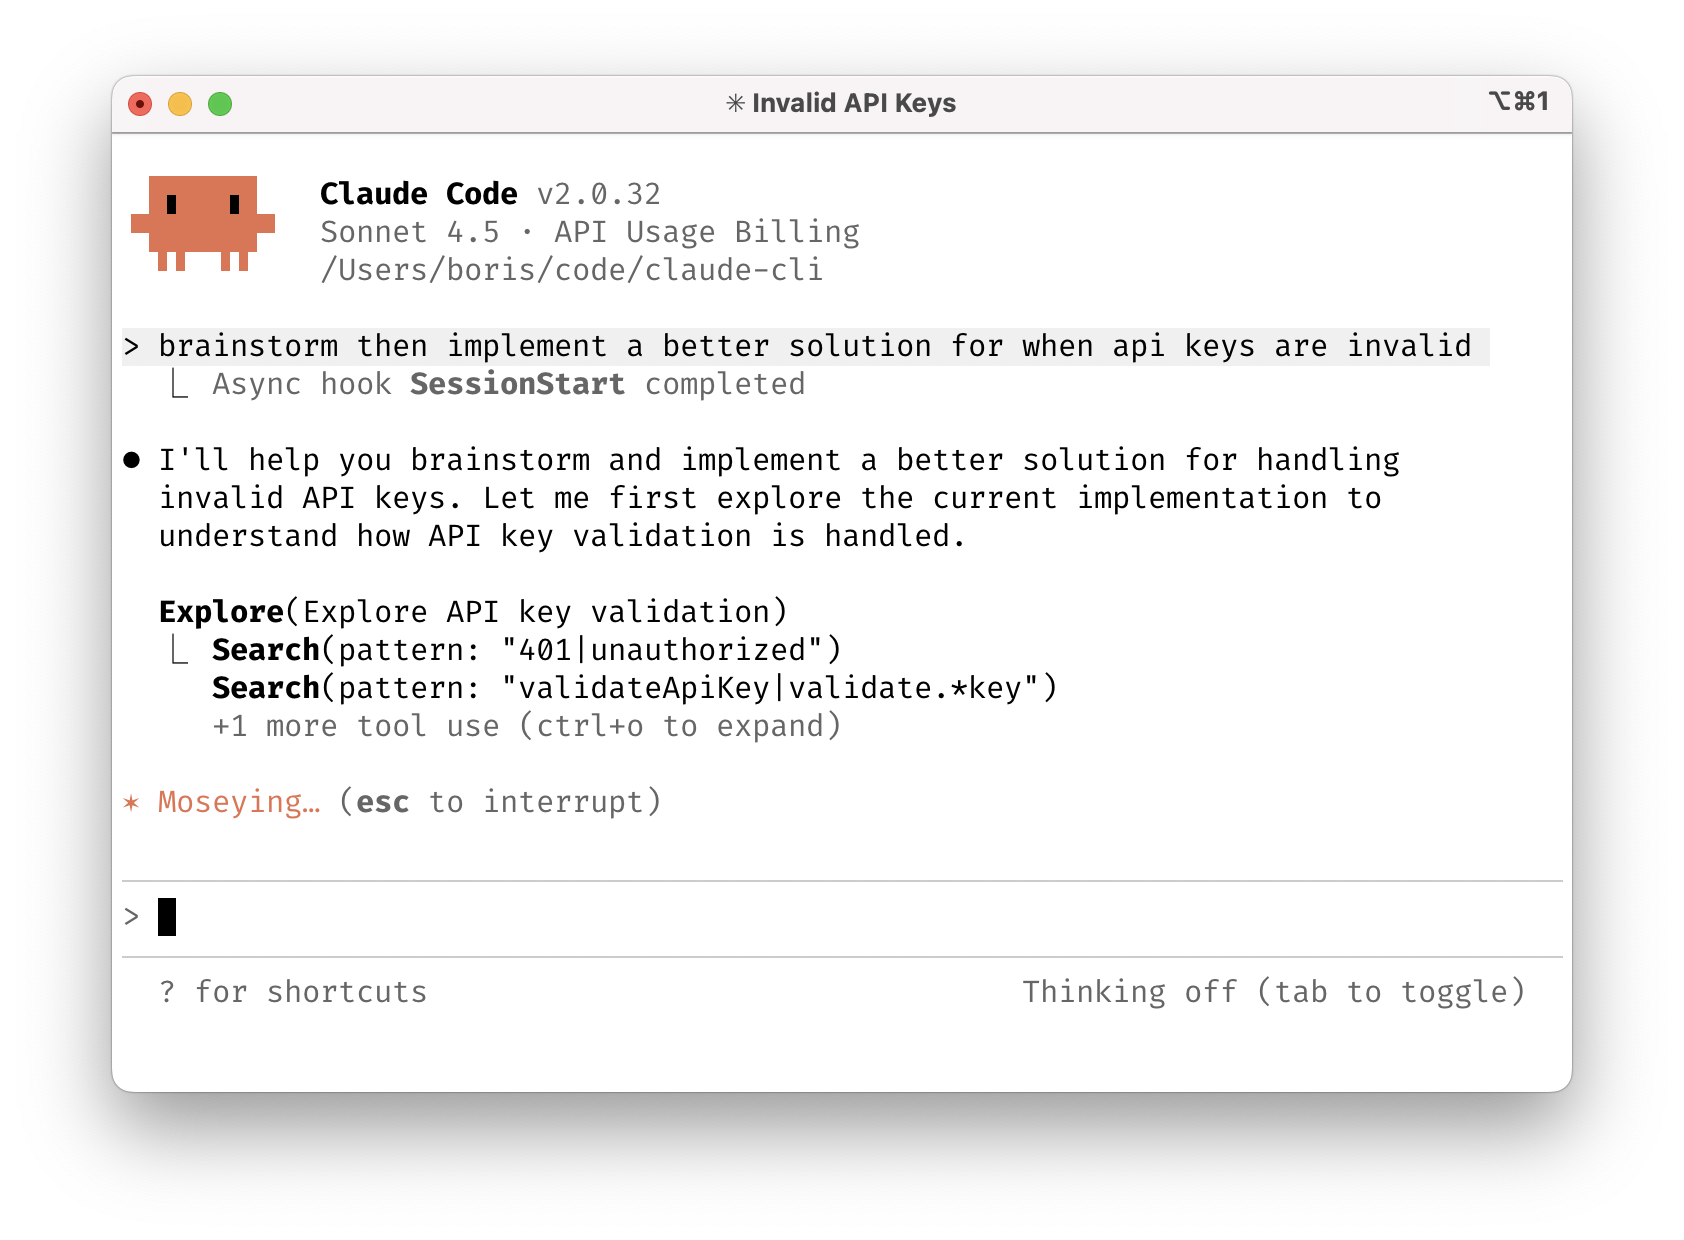 ✳ Invalid API Keys
⌥⌘1
Claude Code v2.0.32
Sonnet 4.5 · API Usage Billing
/Users/boris/code/claude-cli
> brainstorm then implement a better solution for when api keys are invalid
⎿ Async hook SessionStart completed
● I'll help you brainstorm and implement a better solution for handling
invalid API keys. Let me first explore the current implementation to
understand how API key validation is handled.
Explore(Explore API key validation)
⎿ Search(pattern: "401|unauthorized")
Search(pattern: "validateApiKey|validate.*key")
+1 more tool use (ctrl+o to expand)
✶ Moseying… (esc to interrupt)
>
? for shortcuts
Thinking off (tab to toggle)